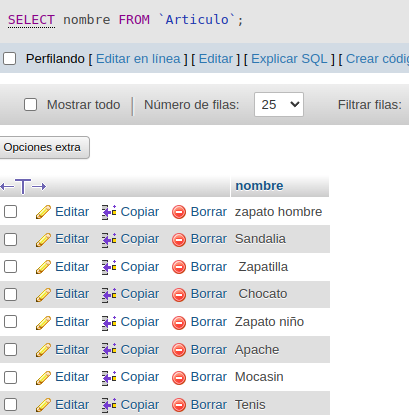 SELECT nombre FROM `Articulo`;
Perfilando [ Editar en línea ] [ Editar ] [ Explicar SQL ] [ Crear códig
Mostrar todo Número de filas: 25 Filtrar filas:
Opciones extra
nombre
Editar Copiar Borrar zapato hombre
Editar Copiar Borrar Sandalia
Editar Copiar Borrar Zapatilla
Editar Copiar Borrar Chocato
Editar Copiar Borrar Zapato niño
Editar Copiar Borrar Apache
Editar Copiar Borrar Mocasin
Editar Copiar Borrar Tenis